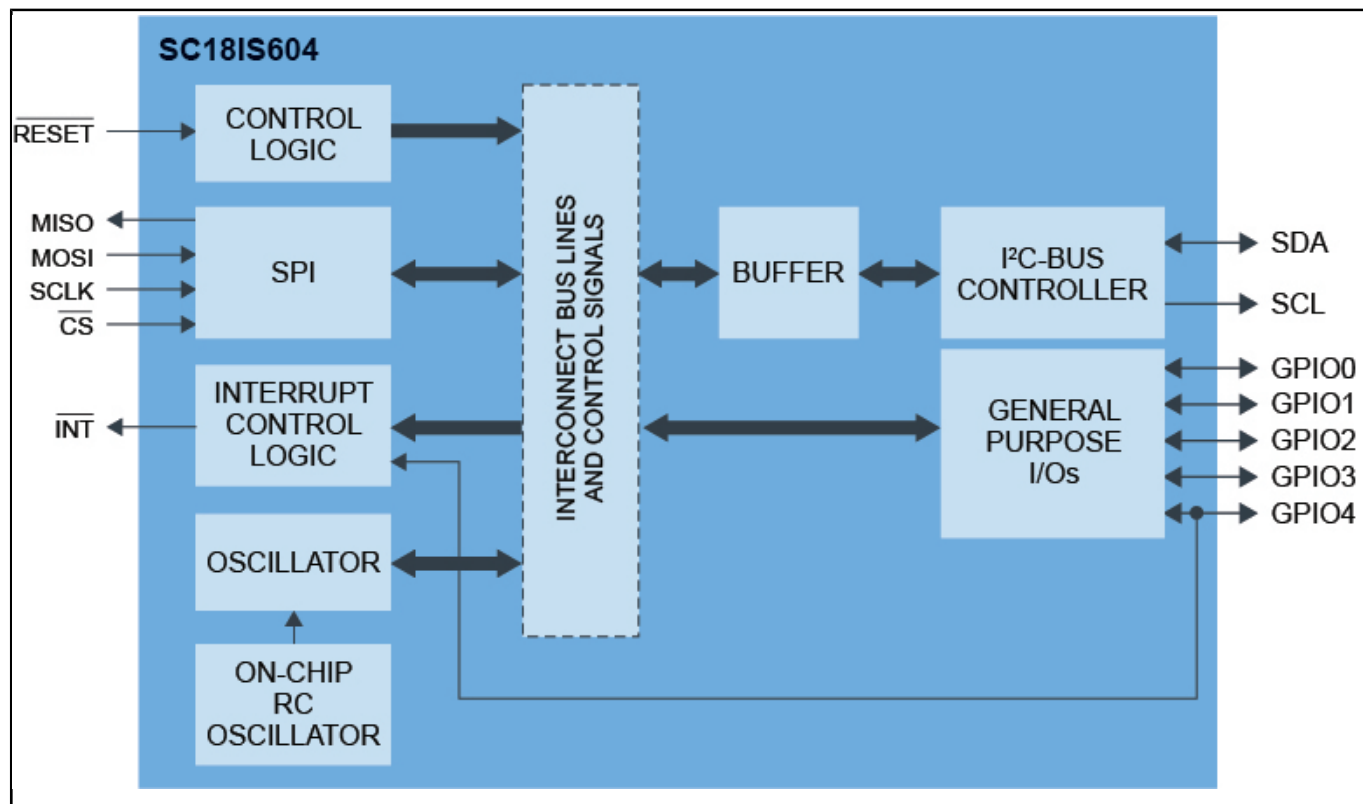 SC18IS604
RESET
CONTROL
LOGIC
MISO
MOSI
SCLK
CS
SPI
INT
INTERRUPT
CONTROL
LOGIC
OSCILLATOR
ON-CHIP
RC
OSCILLATOR
INTERCONNECT BUS LINES
AND CONTROL SIGNALS
BUFFER
I²C-BUS
CONTROLLER
SDA
SCL
GENERAL
PURPOSE
I/Os
GPIO0
GPIO1
GPIO2
GPIO3
GPIO4